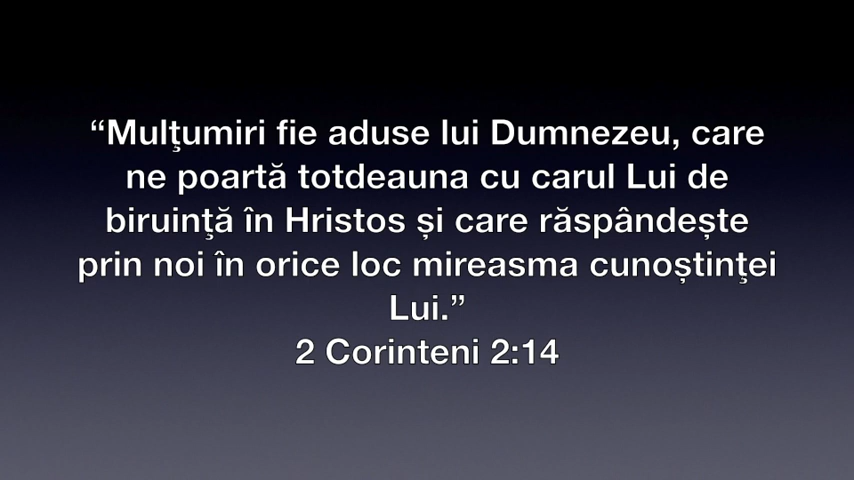 “Mulţumiri fie aduse lui Dumnezeu, care
ne poartă totdeauna cu carul Lui de
biruinţă în Hristos și care răspândește
prin noi în orice loc mireasma cunoștinţei
Lui.”
2 Corinteni 2:14